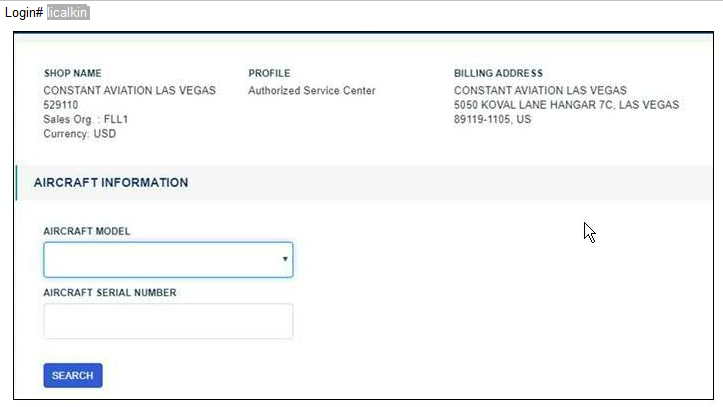 Login# licalkin
SHOP NAME
CONSTANT AVIATION LAS VEGAS
529110
Sales Org. : FLL1
Currency: USD
PROFILE
Authorized Service Center
BILLING ADDRESS
CONSTANT AVIATION LAS VEGAS
5050 KOVAL LANE HANGAR 7C, LAS VEGAS
89119-1105, US
AIRCRAFT INFORMATION
AIRCRAFT MODEL
AIRCRAFT SERIAL NUMBER
SEARCH